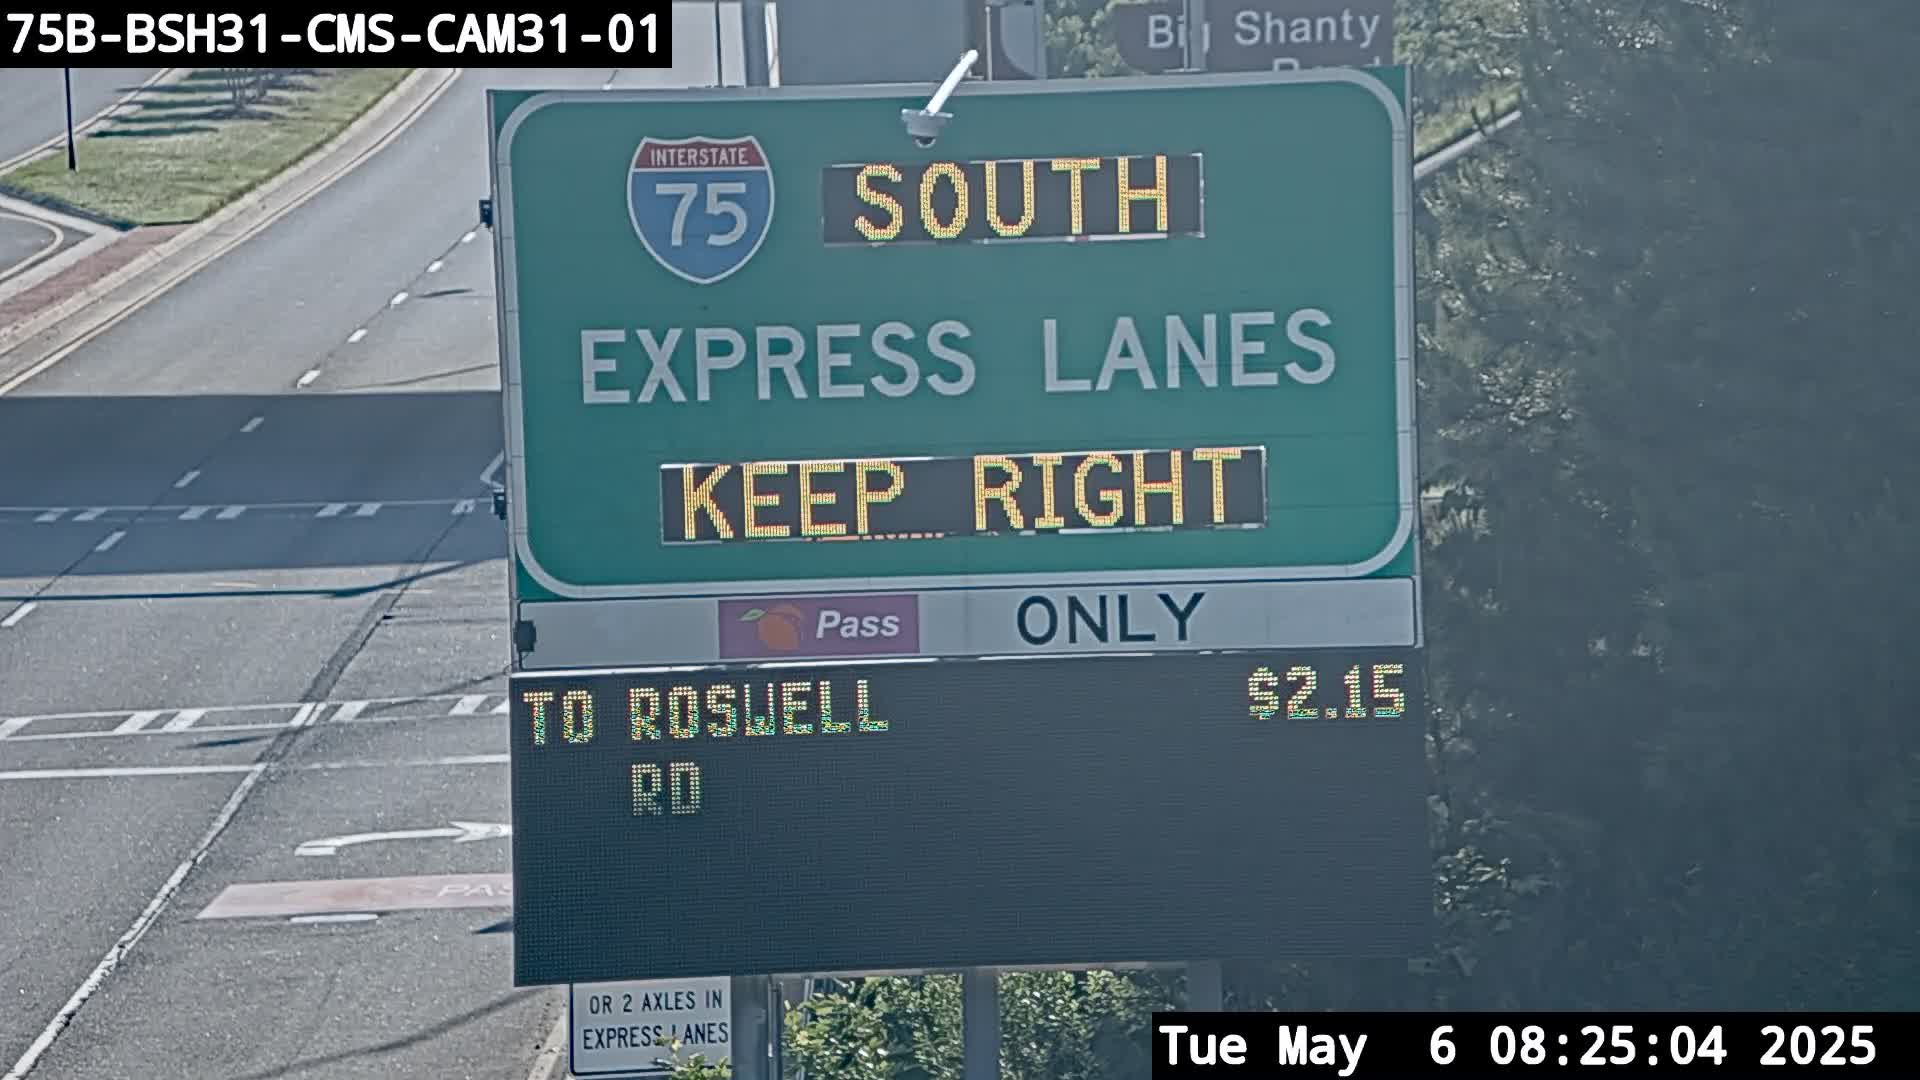 75B-BSH31-CMS-CAM31-01
Big Shanty
INTERSTATE
75
SOUTH
EXPRESS LANES
KEEP RIGHT
Pass ONLY
TO ROSWELL $2.15
RD
OR 2 AXLES IN
EXPRESS LANES
Tue May 6 08:25:04 2025